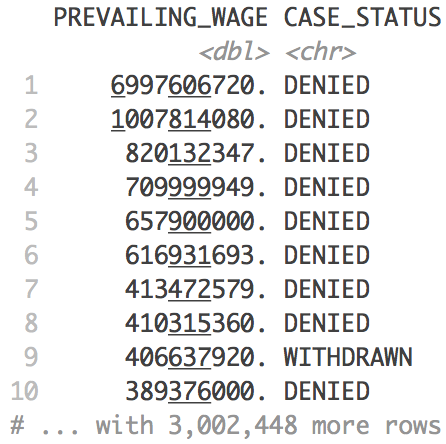 PREVAILING_WAGE CASE_STATUS
<dbl> <chr>
1 6997606720. DENIED
2 1007814080. DENIED
3 820132347. DENIED
4 709999949. DENIED
5 657900000. DENIED
6 616931693. DENIED
7 413472579. DENIED
8 410315360. DENIED
9 406637920. WITHDRAWN
10 389376000. DENIED
# ... with 3,002,448 more rows